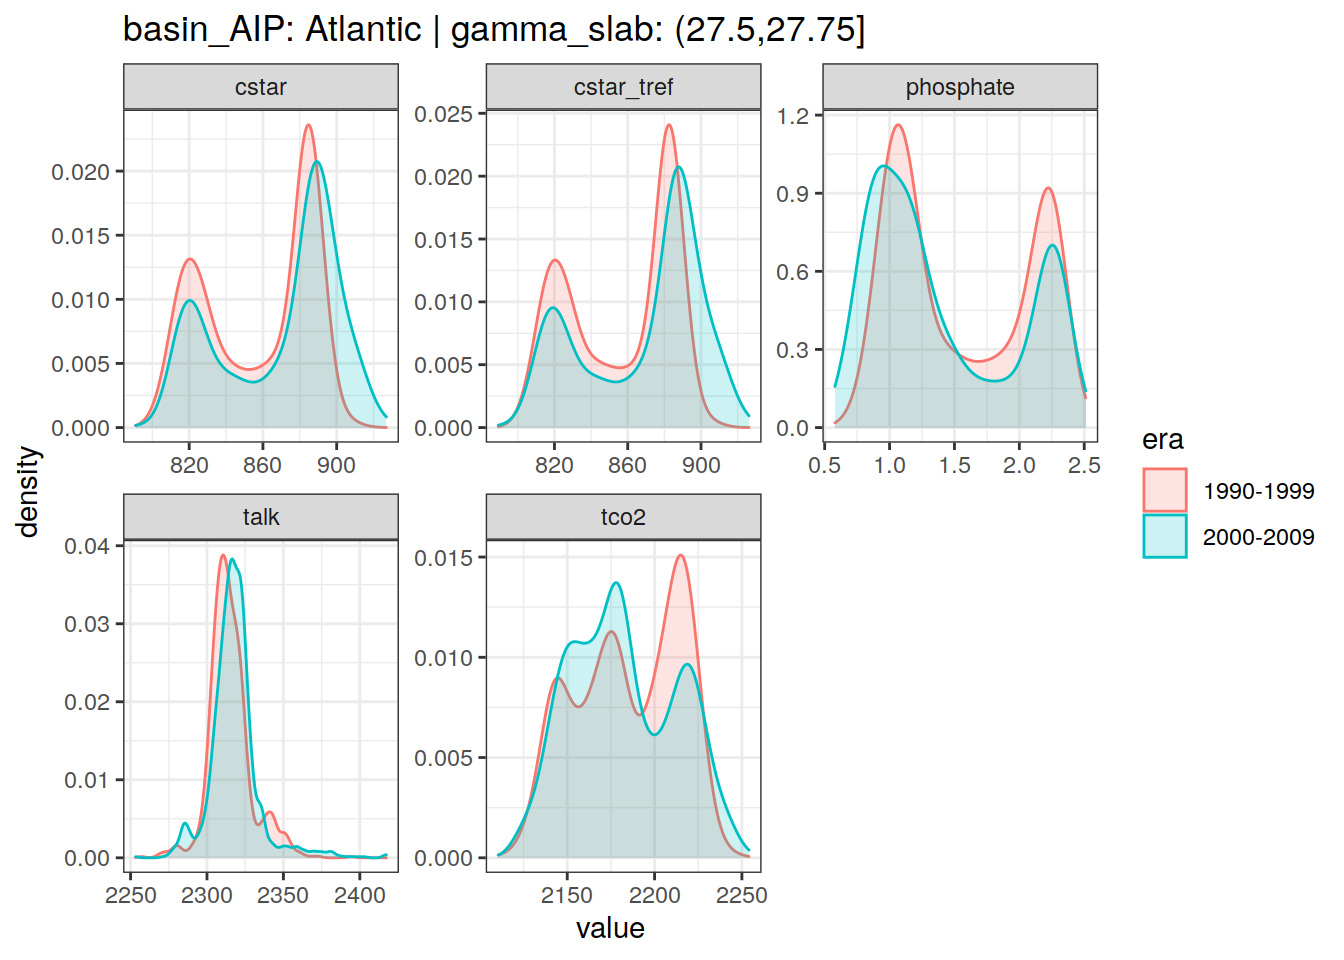 basin_AIP: Atlantic | gamma_slab: (27.5,27.75]
cstar
cstar_tref
phosphate
0.020
0.015
0.010
0.005
0.000
0.025
0.020
0.015
0.010
0.005
0.000
1.2
0.9
0.6
0.3
0.0
820 860 900
820 860 900
0.5 1.0 1.5 2.0 2.5
density
talk
tco2
0.04
0.03
0.02
0.01
0.00
0.015
0.010
0.005
0.000
2250 2300 2350 2400
2150 2200 2250
value
era
1990-1999
2000-2009